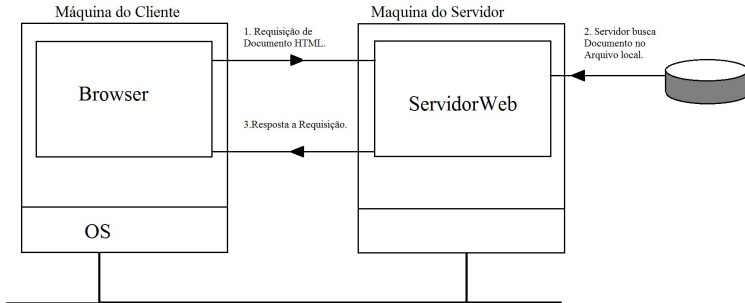 Máquina do Cliente
Maquina do Servidor
1. Requisição de
Documento HTML.
2. Servidor busca
Documento no
Arquivo local.
Browser
ServidorWeb
3.Resposta a Requisição.
OS